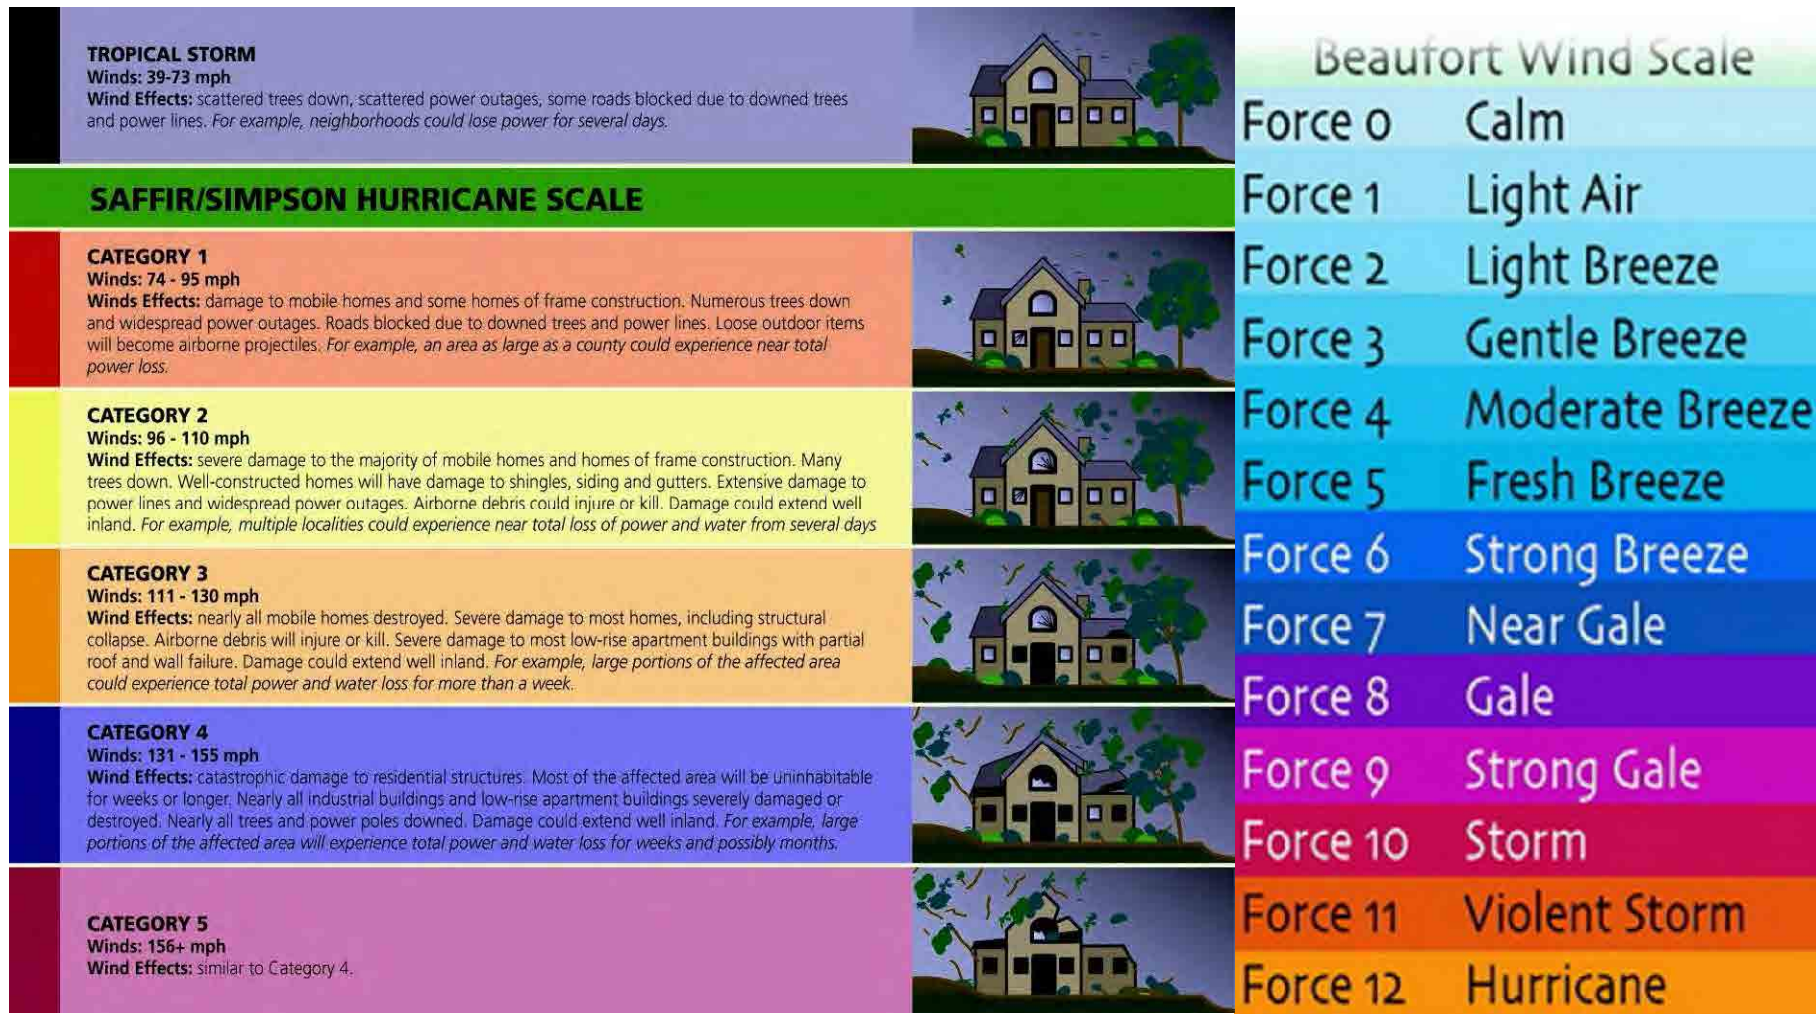 TROPICAL STORM
Winds: 39-73 mph
Wind Effects: scattered trees down, scattered power outages, some roads blocked due to downed trees
and power lines. For example, neighborhoods could lose power for several days.
SAFFIR/SIMPSON HURRICANE SCALE
CATEGORY 1
Winds: 74 - 95 mph
Winds Effects: damage to mobile homes and some homes of frame construction. Numerous trees down
and widespread power outages. Roads blocked due to downed trees and power lines. Loose outdoor items
will become airborne projectiles. For example, an area as large as a county could experience near total
power loss.
CATEGORY 2
Winds: 96 - 110 mph
Wind Effects: severe damage to the majority of mobile homes and homes of frame construction. Many
trees down. Well-constructed homes will have damage to shingles, siding and gutters. Extensive damage to
power lines and widespread power outages. Airborne debris could injure or kill. Damage could extend well
inland. For example, multiple localities could experience near total loss of power and water from several days
CATEGORY 3
Winds: 111 - 130 mph
Wind Effects: nearly all mobile homes destroyed. Severe damage to most homes, including structural
collapse. Airborne debris will injure or kill. Severe damage to most low-rise apartment buildings with partial
roof and wall failure. Damage could extend well inland. For example, large portions of the affected area
could experience total power and water loss for more than a week.
CATEGORY 4
Winds: 131 - 155 mph
Wind Effects: catastrophic damage to residential structures. Most of the affected area will be uninhabitable
for weeks or longer. Nearly all industrial buildings and low-rise apartment buildings severely damaged or
destroyed. Nearly all trees and power poles downed. Damage could extend well inland. For example, large
portions of the affected area will experience total power and water loss for weeks and possibly months.
CATEGORY 5
Winds: 156+ mph
Wind Effects: similar to Category 4.
Beaufort Wind Scale
Force 0 Calm
Force 1 Light Air
Force 2 Light Breeze
Force 3 Gentle Breeze
Force 4 Moderate Breeze
Force 5 Fresh Breeze
Force 6 Strong Breeze
Force 7 Near Gale
Force 8 Gale
Force 9 Strong Gale
Force 10 Storm
Force 11 Violent Storm
Force 12 Hurricane